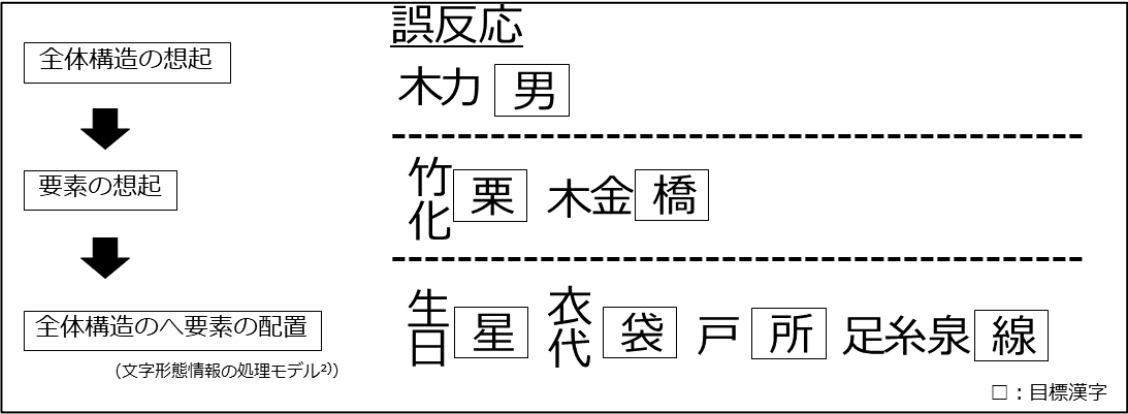 誤反応
全体構造の想起
木力 男
要素の想起
竹化 栗 木金 橋
全体構造のへ要素の配置
生日 星 衣代 袋 戸 所 足糸泉 線
(文字形態情報の処理モデル²⁾)
□：目標漢字